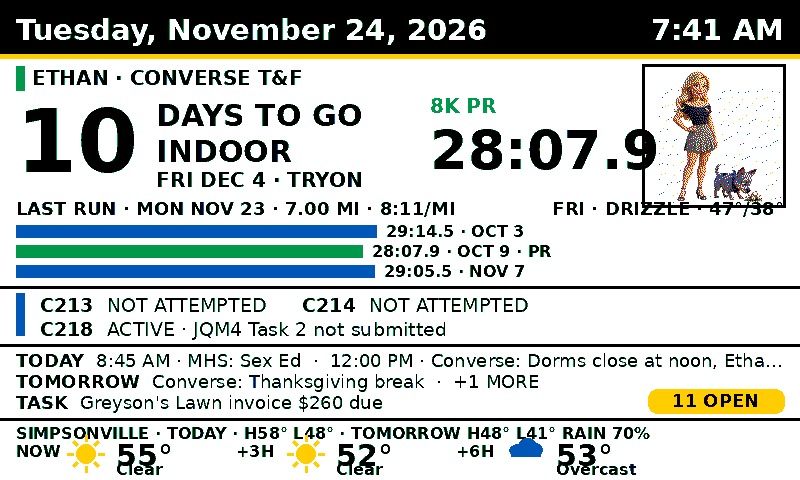 Tuesday, November 24, 2026 7:41 AM
ETHAN · CONVERSE T&F
10 DAYS TO GO
INDOOR
FRI DEC 4 · TRYON
8K PR
28:07.9
LAST RUN · MON NOV 23 · 7.00 MI · 8:11/MI FRI · DRIZZLE · 47°/38°
29:14.5 · OCT 3
28:07.9 · OCT 9 · PR
29:05.5 · NOV 7
C213 NOT ATTEMPTED C214 NOT ATTEMPTED
C218 ACTIVE · JQM4 Task 2 not submitted
TODAY 8:45 AM · MHS: Sex Ed · 12:00 PM · Converse: Dorms close at noon, Etha...
TOMORROW Converse: Thanksgiving break · +1 MORE
TASK Greyson's Lawn invoice $260 due 11 OPEN
SIMPSONVILLE · TODAY · H58° L48° · TOMORROW H48° L41° RAIN 70%
NOW 55° Clear +3H 52° Clear +6H 53° Overcast